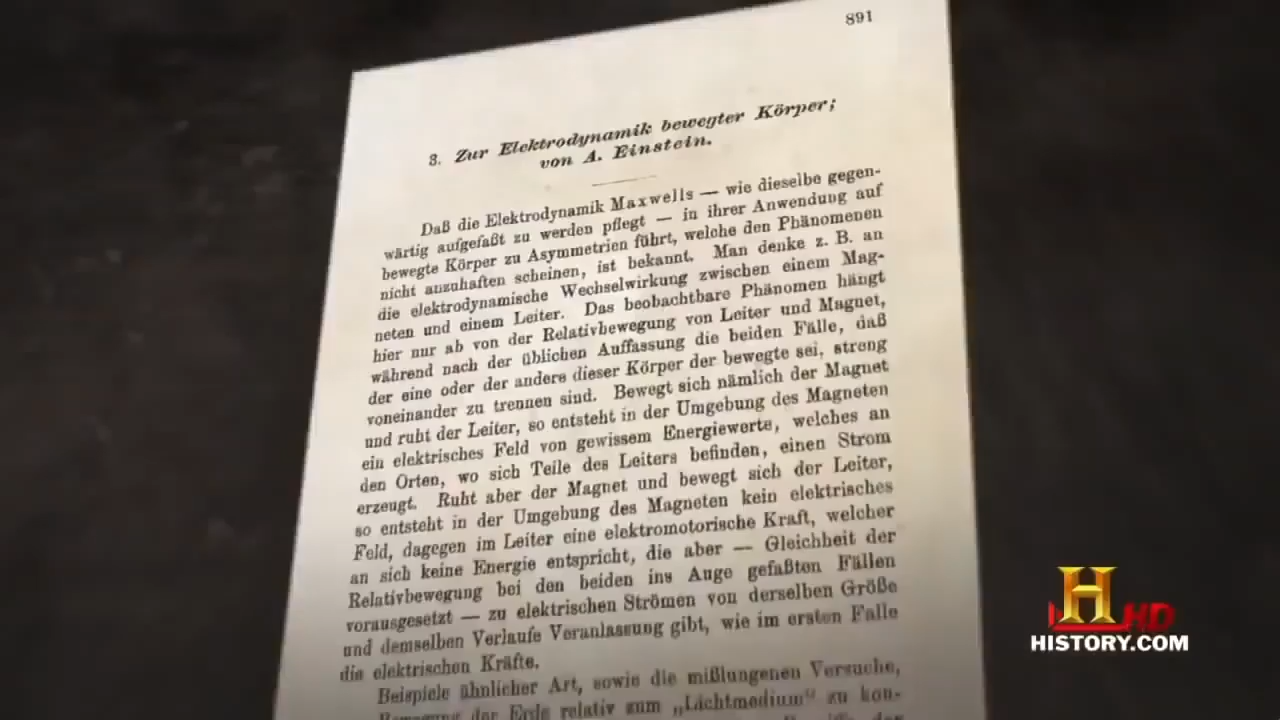 891
3. Zur Elektrodynamik bewegter Körper;
von A. Einstein.
Daß die Elektrodynamik Maxwells — wie dieselbe gegen-
wärtig aufgefaßt zu werden pflegt — in ihrer Anwendung auf
bewegte Körper zu Asymmetrien führt, welche den Phänomenen
nicht anzuhaften scheinen, ist bekannt. Man denke z. B. an
die elektrodynamische Wechselwirkung zwischen einem Mag-
neten und einem Leiter. Das beobachtbare Phänomen hängt
hier nur ab von der Relativbewegung von Leiter und Magnet,
während nach der üblichen Auffassung die beiden Fälle, daß
der eine oder der andere dieser Körper der bewegte sei, streng
voneinander zu trennen sind. Bewegt sich nämlich der Magnet
und ruht der Leiter, so entsteht in der Umgebung des Magneten
ein elektrisches Feld von gewissem Energiewerte, welches an
den Orten, wo sich Teile des Leiters befinden, einen Strom
erzeugt. Ruht aber der Magnet und bewegt sich der Leiter,
so entsteht in der Umgebung des Magneten kein elektrisches
Feld, dagegen im Leiter eine elektromotorische Kraft, welcher
an sich keine Energie entspricht, die aber — Gleichheit der
Relativbewegung bei den beiden ins Auge gefaßten Fällen
vorausgesetzt — zu elektrischen Strömen von derselben Größe
und demselben Verlaufe Veranlassung gibt, wie im ersten Falle
die elektrischen Kräfte.
Beispiele ähnlicher Art, sowie die mißlungenen Versuche,
Bewegung der Erde relativ zum „Lichtmedium“ zu kon-
H HD
HISTORY.COM